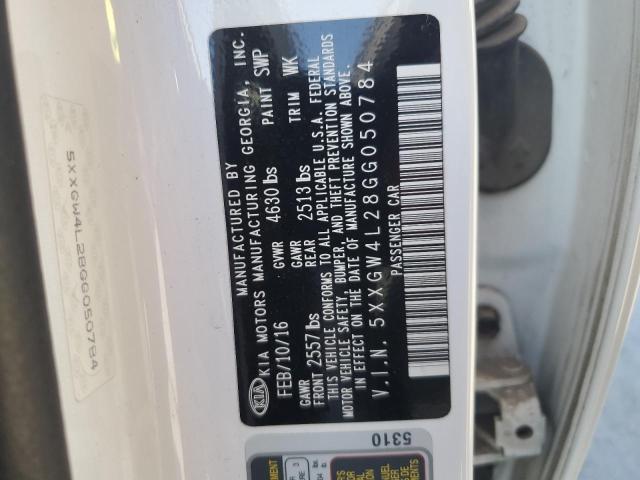 KIA
MANUFACTURED BY
KIA MOTORS MANUFACTURING GEORGIA, INC.
FEB/10/16 GVWR 4630 lbs PAINT SWP
GAWR FRONT 2557 lbs GAWR REAR 2513 lbs TRIM WK
THIS VEHICLE CONFORMS TO ALL APPLICABLE U.S.A. FEDERAL
MOTOR VEHICLE SAFETY, BUMPER, AND THEFT PREVENTION STANDARDS
IN EFFECT ON THE DATE OF MANUFACTURE SHOWN ABOVE.
V.I.N. 5XXGW4L28GG050784
PASSENGER CAR
5XXGW4L28GG050784
5310